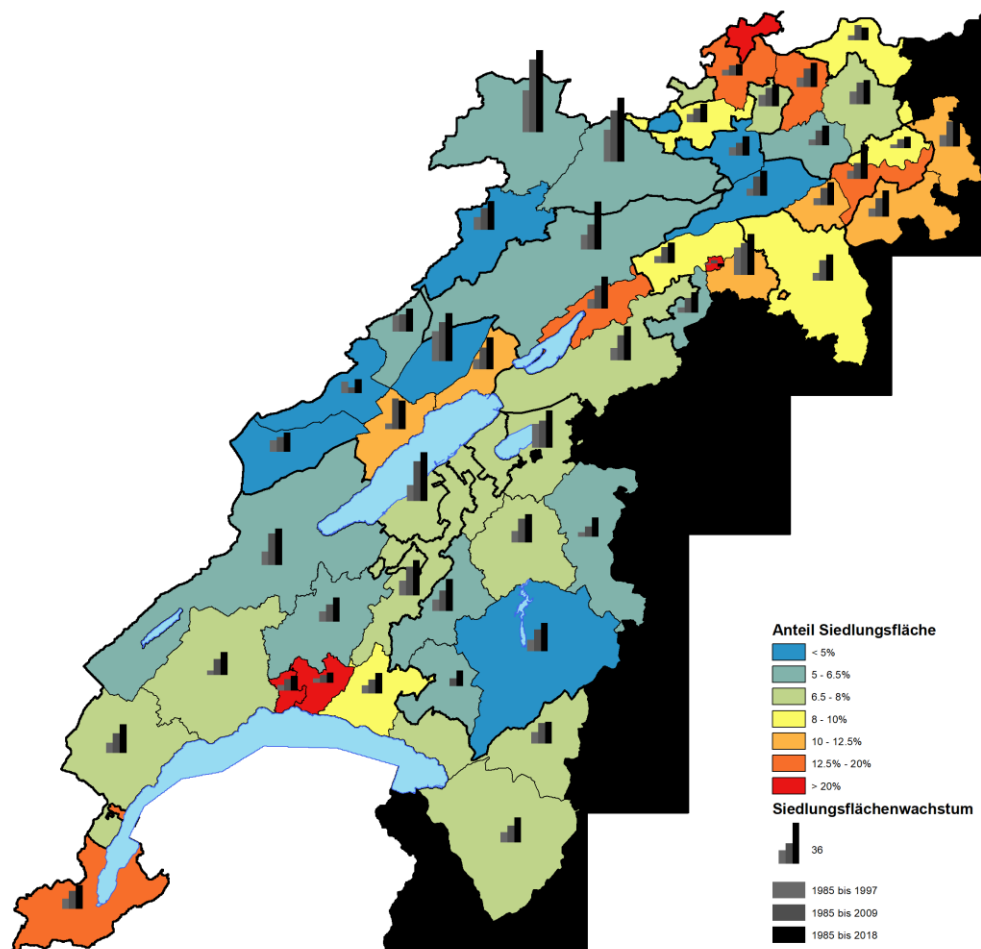 Anteil Siedlungsfläche
< 5%
5 - 6.5%
6.5 - 8%
8 - 10%
10 - 12.5%
12.5% - 20%
> 20%
Siedlungsflächenwachstum
36
1985 bis 1997
1985 bis 2009
1985 bis 2018